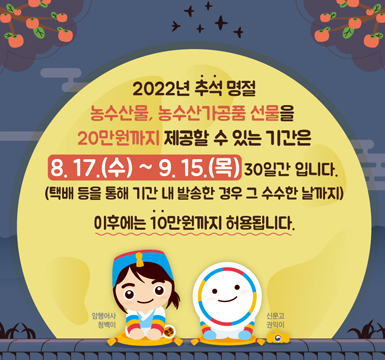 2022년 추석 명절
농수산물, 농수산가공품 선물을
20만원까지 제공할 수 있는 기간은
8. 17.(수) ~ 9. 15.(목) 30일간 입니다.
(택배 등을 통해 기간 내 발송한 경우 그 수수한 날까지)
이후에는 10만원까지 허용됩니다.
암행어사
청백이
신문고
권익이